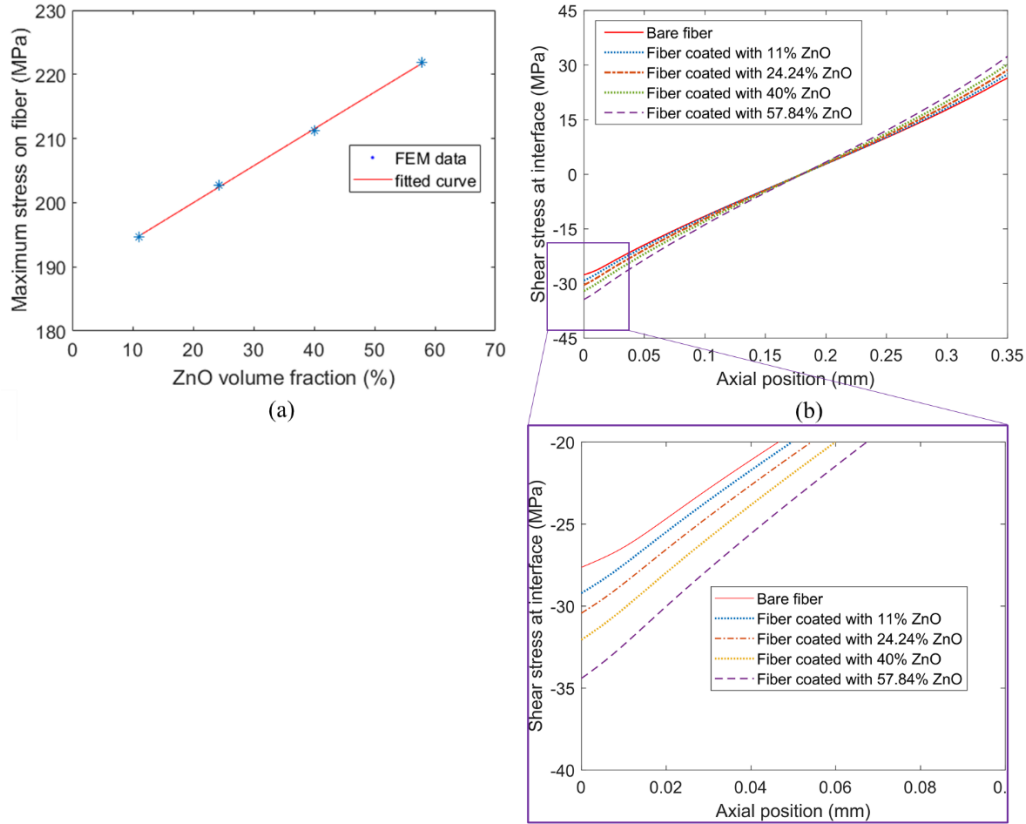 230
220
210
200
190
180
Maximum stress on fiber (MPa)
FEM data
fitted curve
0 10 20 30 40 50 60 70
ZnO volume fraction (%)
(a)
45
30
15
0
-15
-30
-45
Shear stress at interface (MPa)
Bare fiber
Fiber coated with 11% ZnO
Fiber coated with 24.24% ZnO
Fiber coated with 40% ZnO
Fiber coated with 57.84% ZnO
0 0.05 0.1 0.15 0.2 0.25 0.3 0.35
Axial position (mm)
(b)
-20
-25
-30
-35
-40
Shear stress at interface (MPa)
Bare fiber
Fiber coated with 11% ZnO
Fiber coated with 24.24% ZnO
Fiber coated with 40% ZnO
Fiber coated with 57.84% ZnO
0 0.02 0.04 0.06 0.08 0.
Axial position (mm)